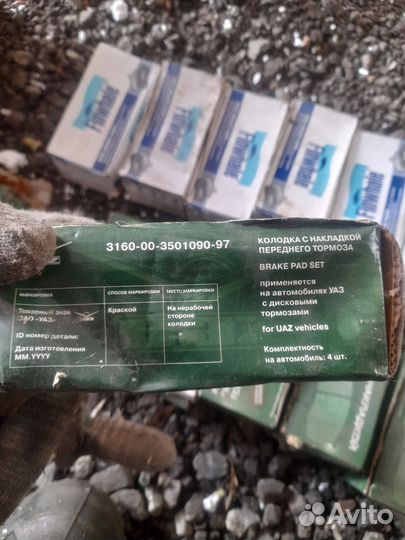 3160-00-3501090-97
КОЛОДКА С НАКЛАДКОЙ
ПЕРЕДНЕГО ТОРМОЗА
BRAKE PAD SET
применяется
на автомобилях УАЗ
с дисковыми
тормозами
for UAZ vehicles
Комплектность
на автомобиль: 4 шт.
МАРКИРОВКА
СПОСОБ МАРКИРОВКИ
МЕСТО МАРКИРОВКИ
Товарный знак
ЗАО «УАЗ»
ID номер детали:
Дата изготовления
ММ.YYYY
Краской
На нерабочей
стороне
колодки
Avito